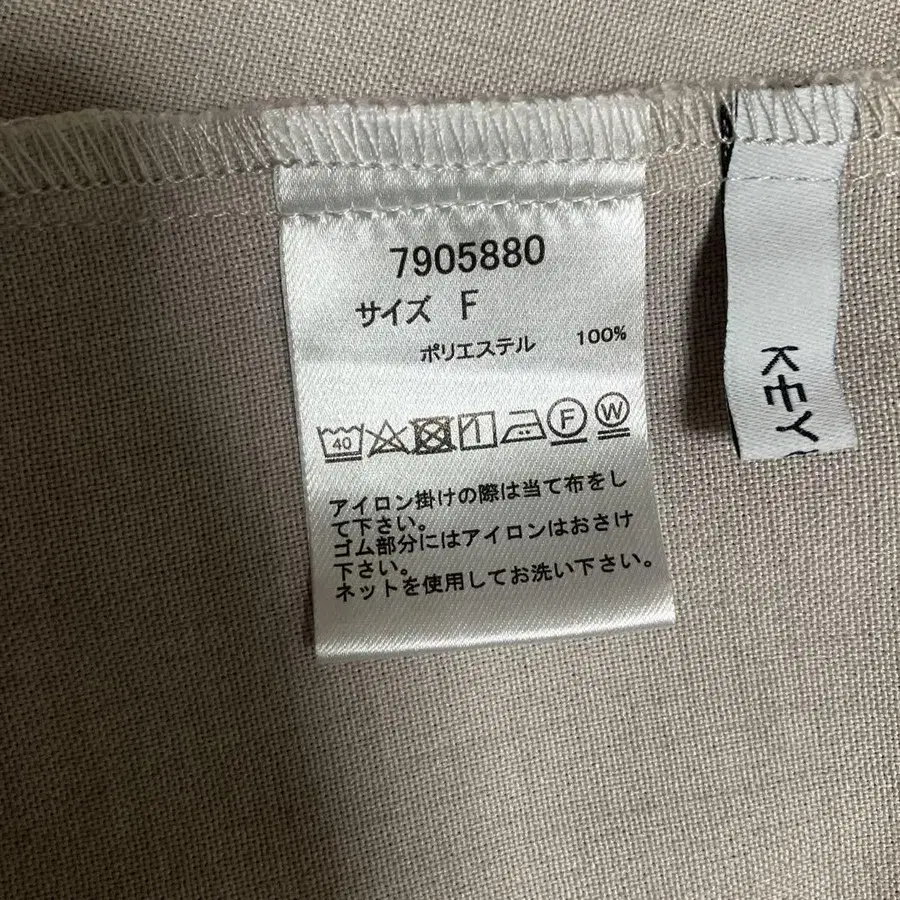 7905880
サイズ F
ポリエステル 100%
40 F W
アイロン掛けの際は当て布をし
て下さい。
ゴム部分にはアイロンはおさけ
下さい。
ネットを使用してお洗い下さい。
KEY